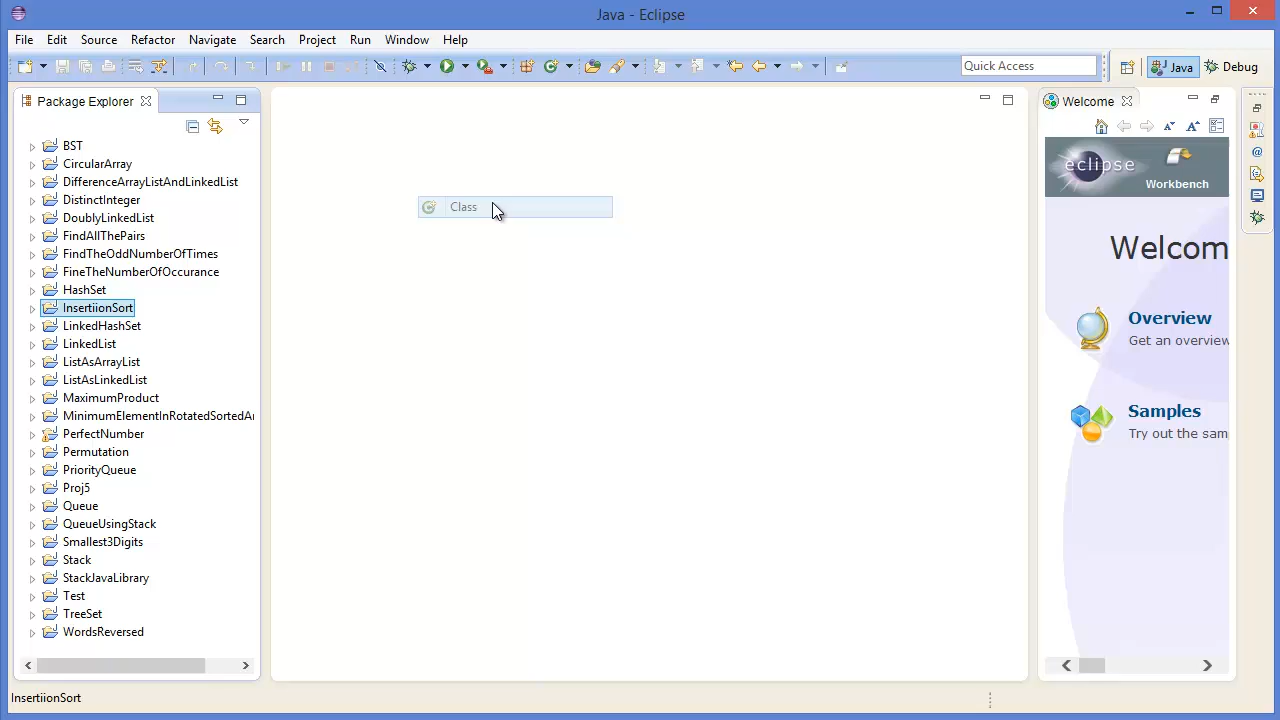 Java - Eclipse
File Edit Source Refactor Navigate Search Project Run Window Help
Quick Access
Java
Debug
Package Explorer
BST
CircularArray
DifferenceArrayListAndLinkedList
DistinctInteger
DoublyLinkedList
FindAllThePairs
FindTheOddNumberOfTimes
FineTheNumberOfOccurance
HashSet
InsertiionSort
LinkedHashSet
LinkedList
ListAsArrayList
ListAsLinkedList
MaximumProduct
MinimumElementInRotatedSortedAr
PerfectNumber
Permutation
PriorityQueue
Proj5
Queue
QueueUsingStack
Smallest3Digits
Stack
StackJavaLibrary
Test
TreeSet
WordsReversed
Class
Welcome
eclipse
Workbench
Welcom
Overview
Get an overview
Samples
Try out the sam
InsertiionSort